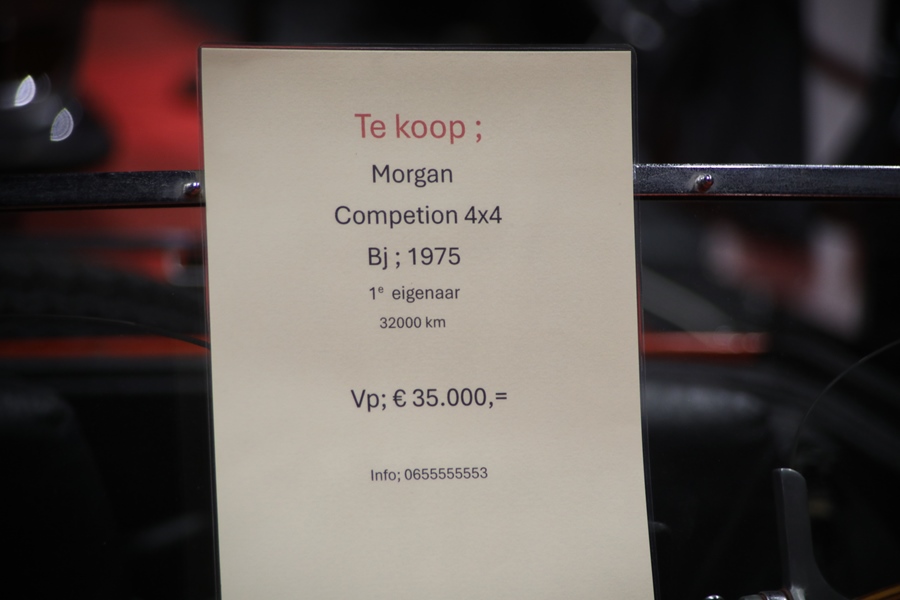 Te koop ;
Morgan
Competion 4x4
Bj ; 1975
1e eigenaar
32000 km
Vp; € 35.000,=
Info; 0655555553